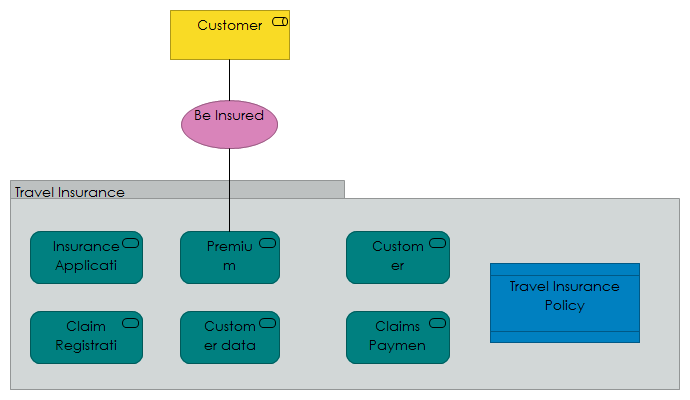 Customer
Be Insured
Travel Insurance
Insurance
Applicati
Premiu
m
Custom
er
Travel Insurance
Policy
Claim
Registrati
Custom
er data
Claims
Paymen